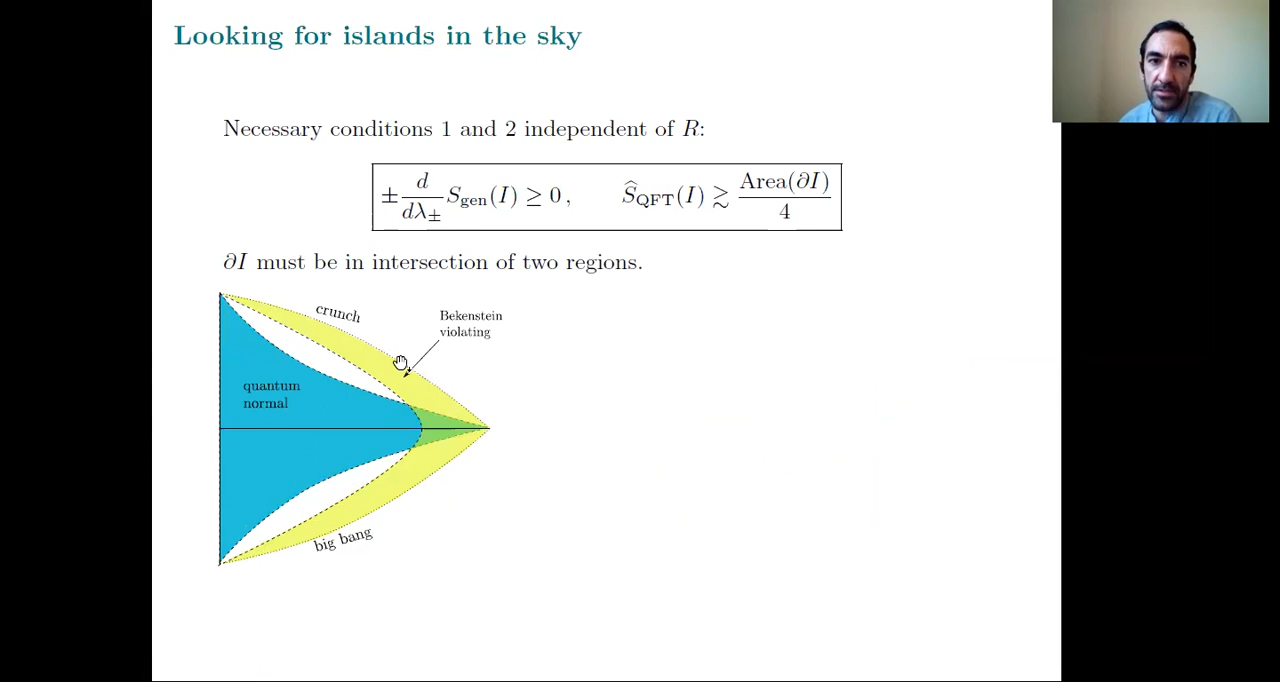 Looking for islands in the sky
Necessary conditions 1 and 2 independent of R:
± d/dλ± S_gen(I) ≥ 0 ,    Ŝ_QFT(I) ≳ Area(∂I)/4
∂I must be in intersection of two regions.
crunch
Bekenstein
violating
quantum
normal
big bang